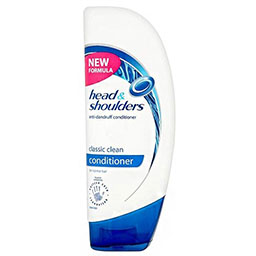 NEW
FORMULA
head&
shoulders
anti-dandruff conditioner
classic clean
conditioner